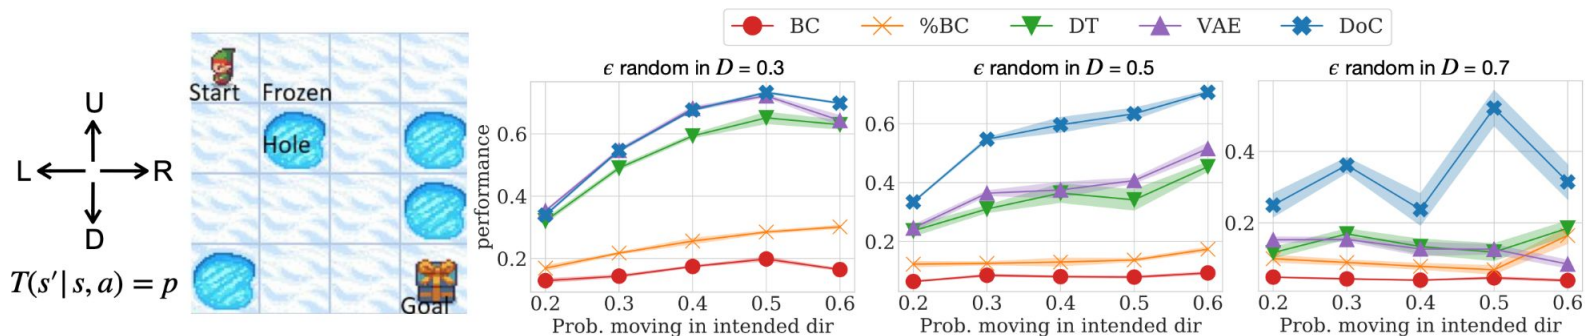 BC %BC DT VAE DoC
U
L R
D
T(s′|s, a) = p
Start Frozen
Hole
Goal
ϵ random in D = 0.3
performance
0.6
0.4
0.2
0.2 0.3 0.4 0.5 0.6
Prob. moving in intended dir
ϵ random in D = 0.5
0.6
0.4
0.2
0.2 0.3 0.4 0.5 0.6
Prob. moving in intended dir
ϵ random in D = 0.7
0.4
0.2
0.2 0.3 0.4 0.5 0.6
Prob. moving in intended dir